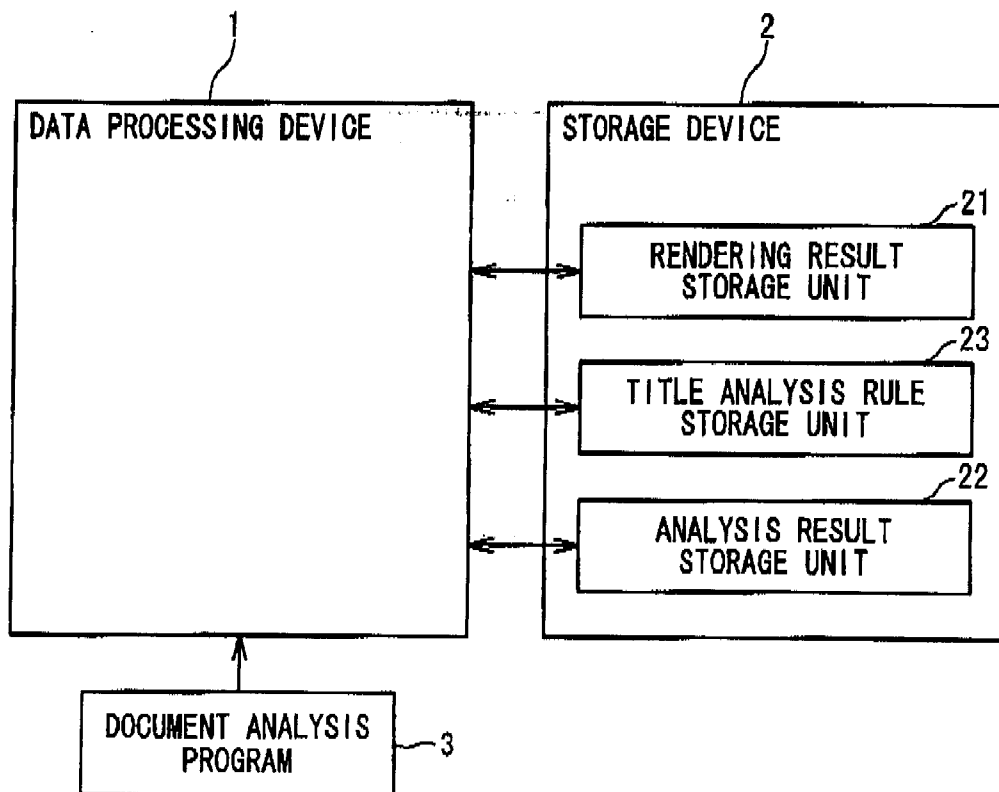 1
2
DATA PROCESSING DEVICE
STORAGE DEVICE
21
RENDERING RESULT
STORAGE UNIT
23
TITLE ANALYSIS RULE
STORAGE UNIT
22
ANALYSIS RESULT
STORAGE UNIT
DOCUMENT ANALYSIS
PROGRAM
3